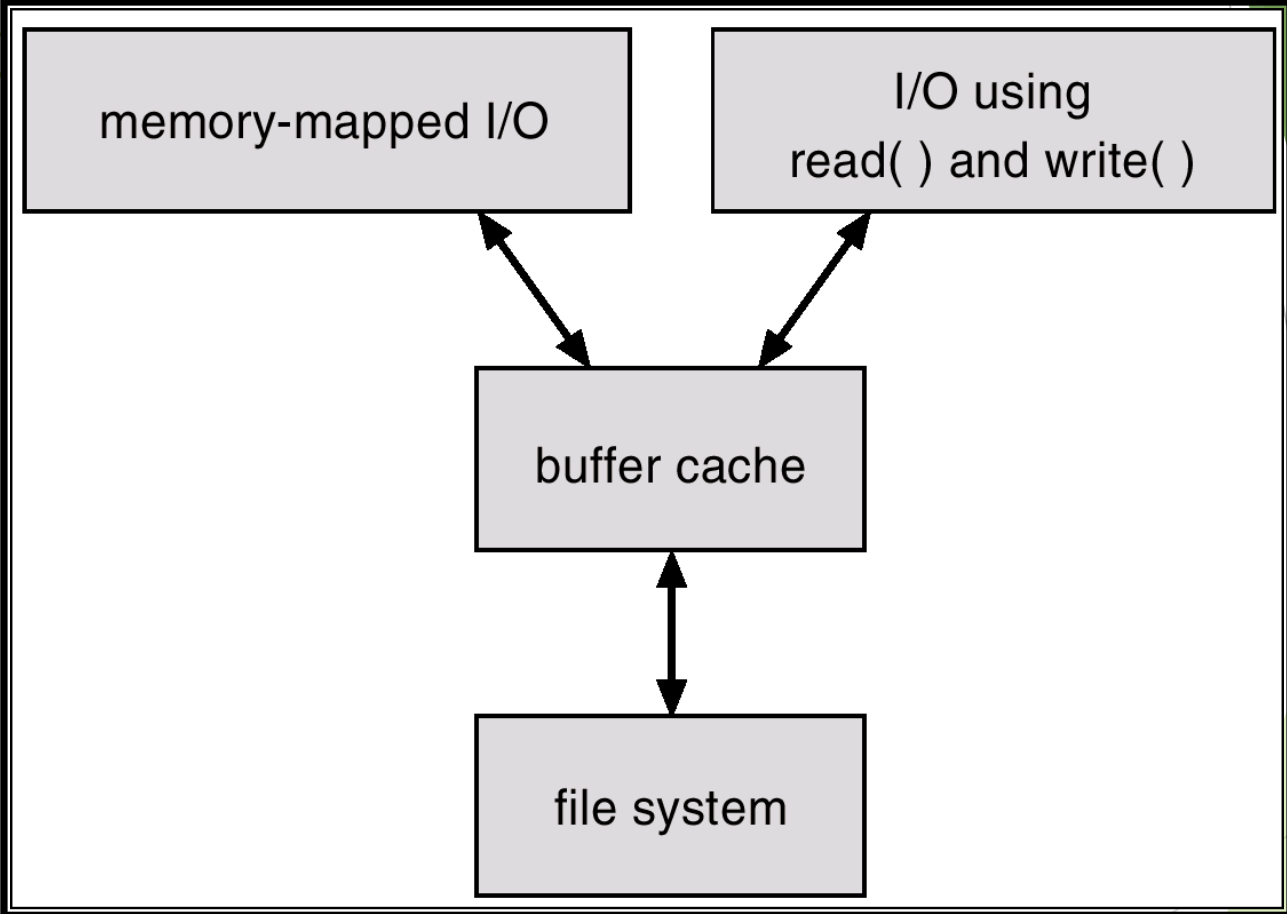 memory-mapped I/O
I/O using
read( ) and write( )
buffer cache
file system